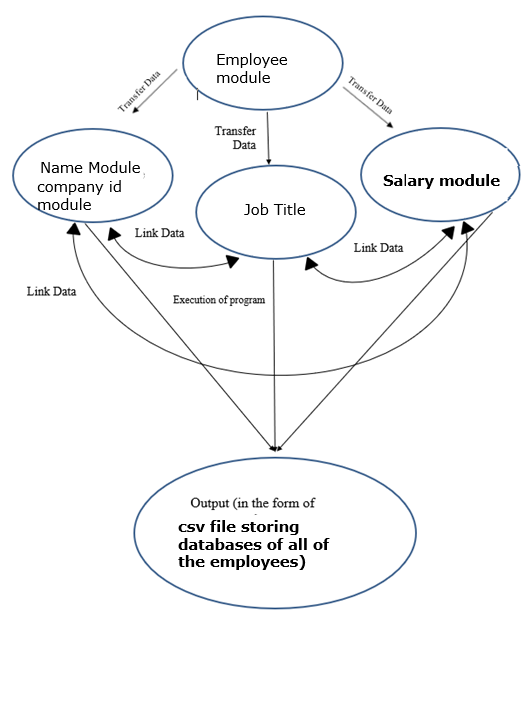 Employee
module
Transfer Data
Transfer
Data
Transfer Data
Name Module,
company id
module
Job Title
Salary module
Link Data
Link Data
Link Data
Execution of program
Output (in the form of
csv file storing
databases of all of
the employees)